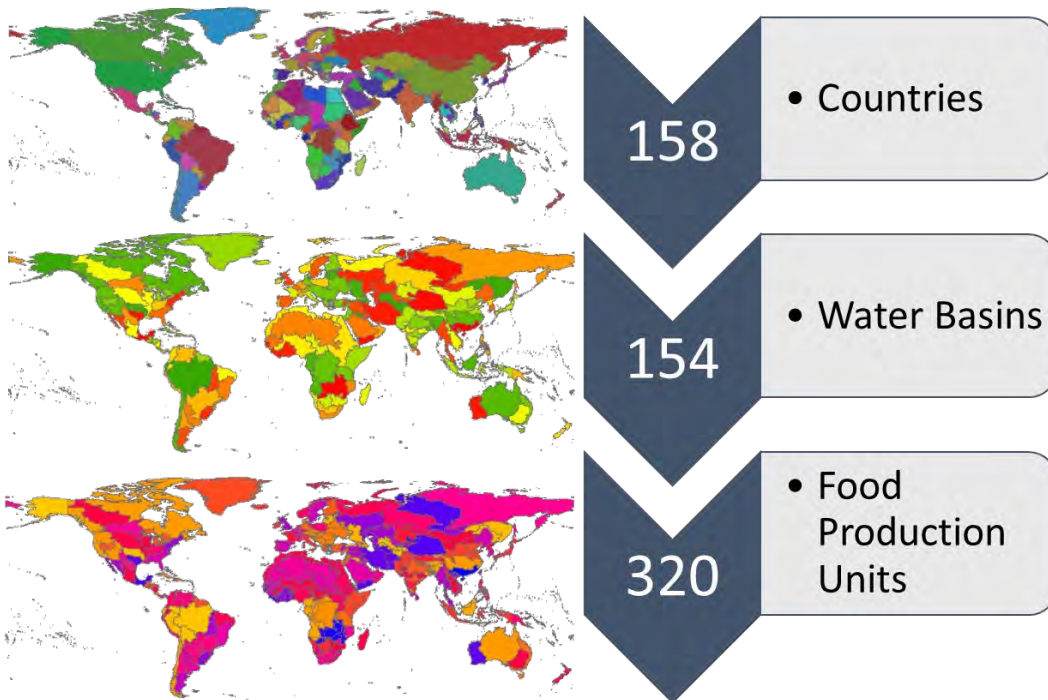 158
• Countries
154
• Water Basins
320
• Food
Production
Units